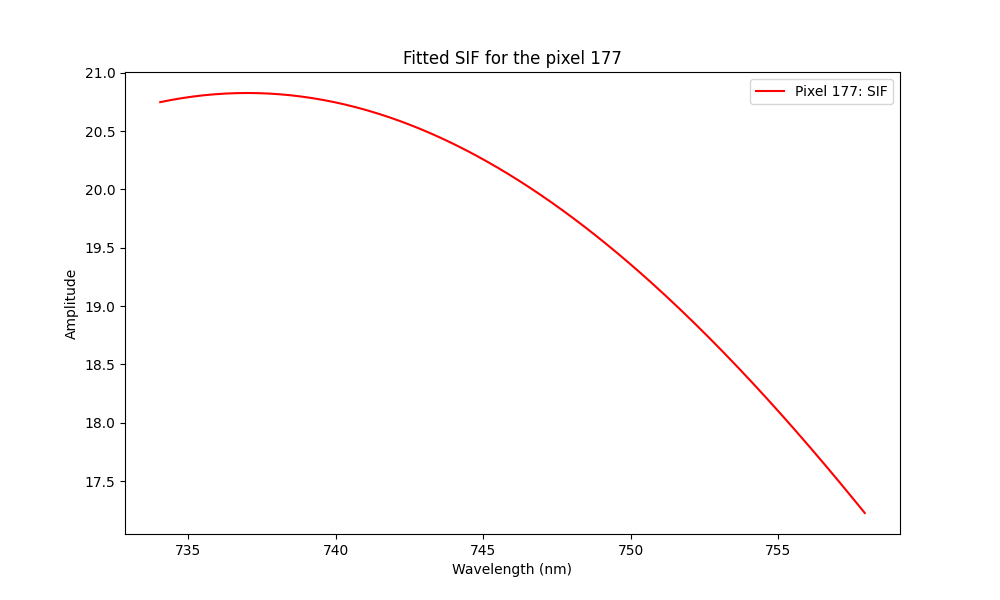 Fitted SIF for the pixel 177
Pixel 177: SIF
Amplitude
21.0
20.5
20.0
19.5
19.0
18.5
18.0
17.5
735 740 745 750 755
Wavelength (nm)